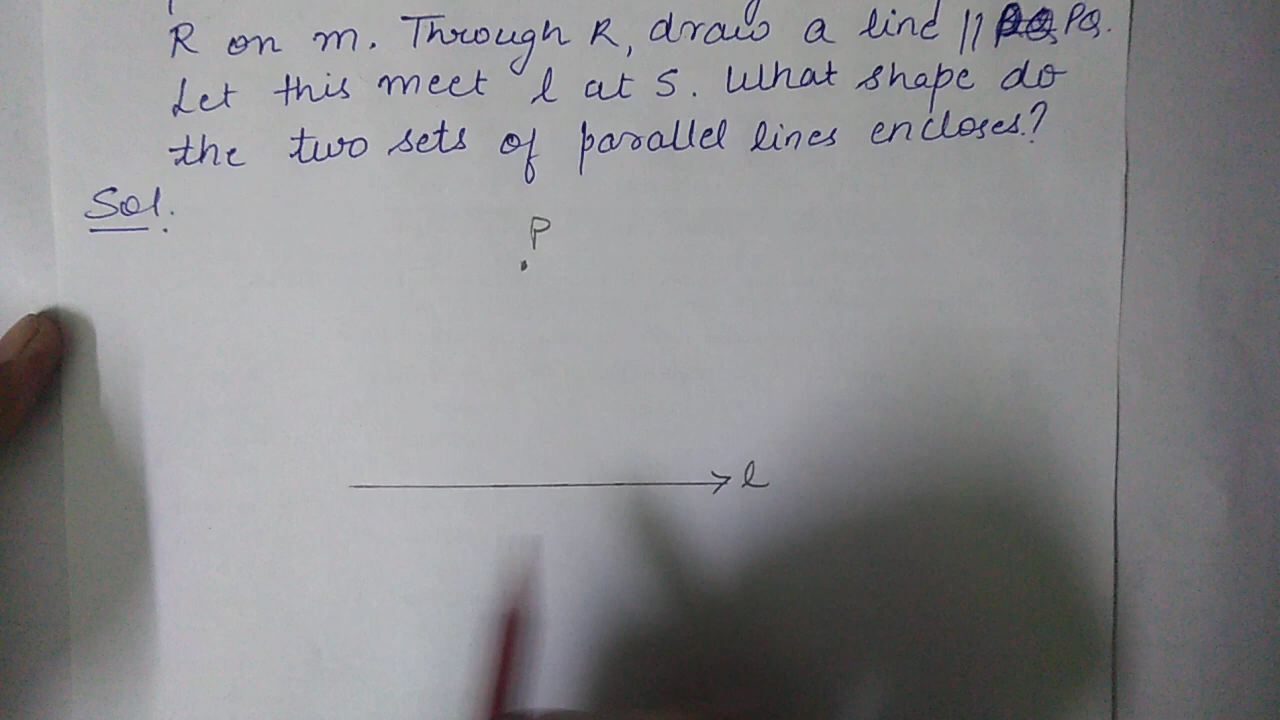 R on m. Through R, draw a line || PQ.
Let this meet l at S. What shape do
the two sets of parallel lines encloses?
Sol.
P
l